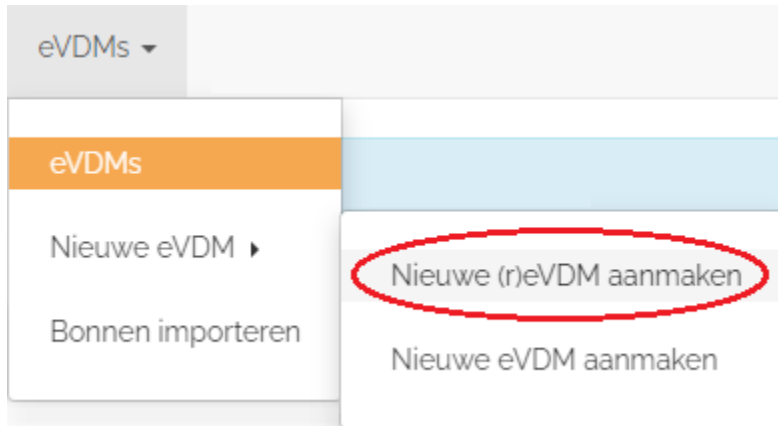 eVDMs
eVDMs
Nieuwe eVDM
Nieuwe (r)eVDM aanmaken
Bonnen importeren
Nieuwe eVDM aanmaken